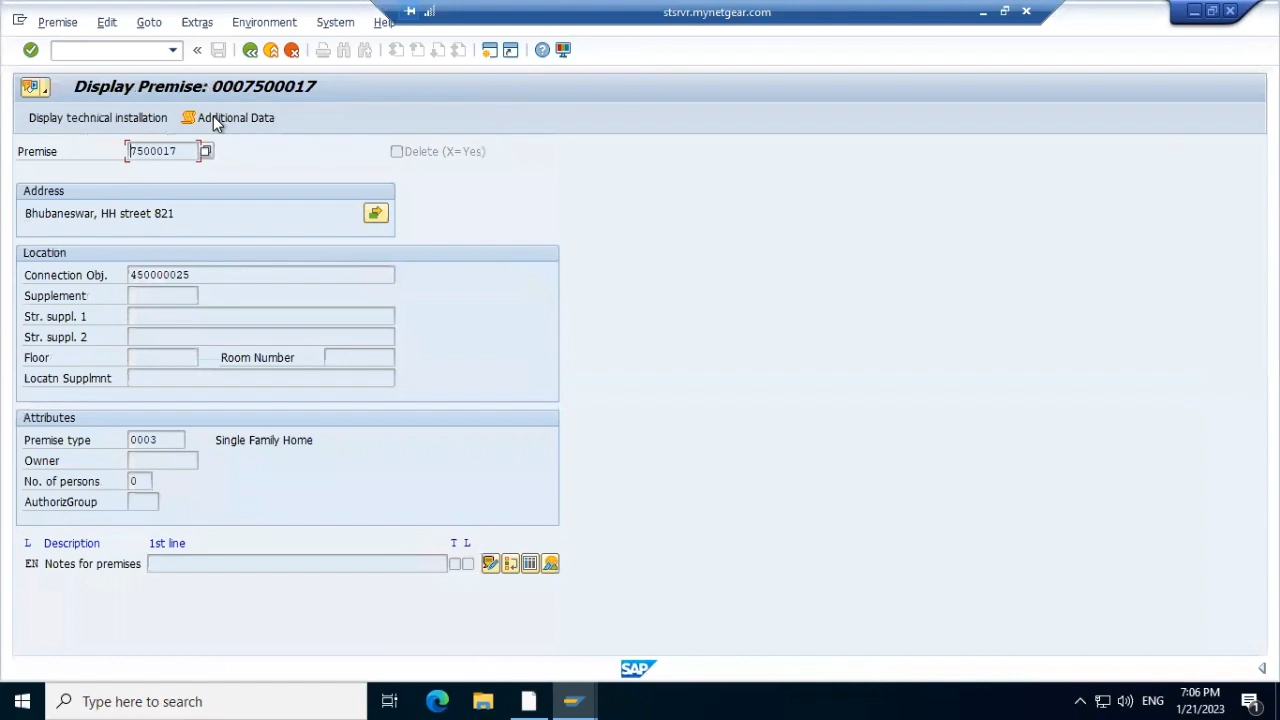 stsrvr.mynetgear.com
Premise Edit Goto Extras Environment System Help
Display Premise: 0007500017
Display technical installation Additional Data
Premise 7500017 Delete (X=Yes)
Address
Bhubaneswar, HH street 821
Location
Connection Obj. 450000025
Supplement
Str. suppl. 1
Str. suppl. 2
Floor Room Number
Locatn Supplmnt
Attributes
Premise type 0003 Single Family Home
Owner
No. of persons 0
AuthorizGroup
L Description 1st line T L
EN Notes for premises
SAP
Type here to search
ENG
7:06 PM
1/21/2023
1